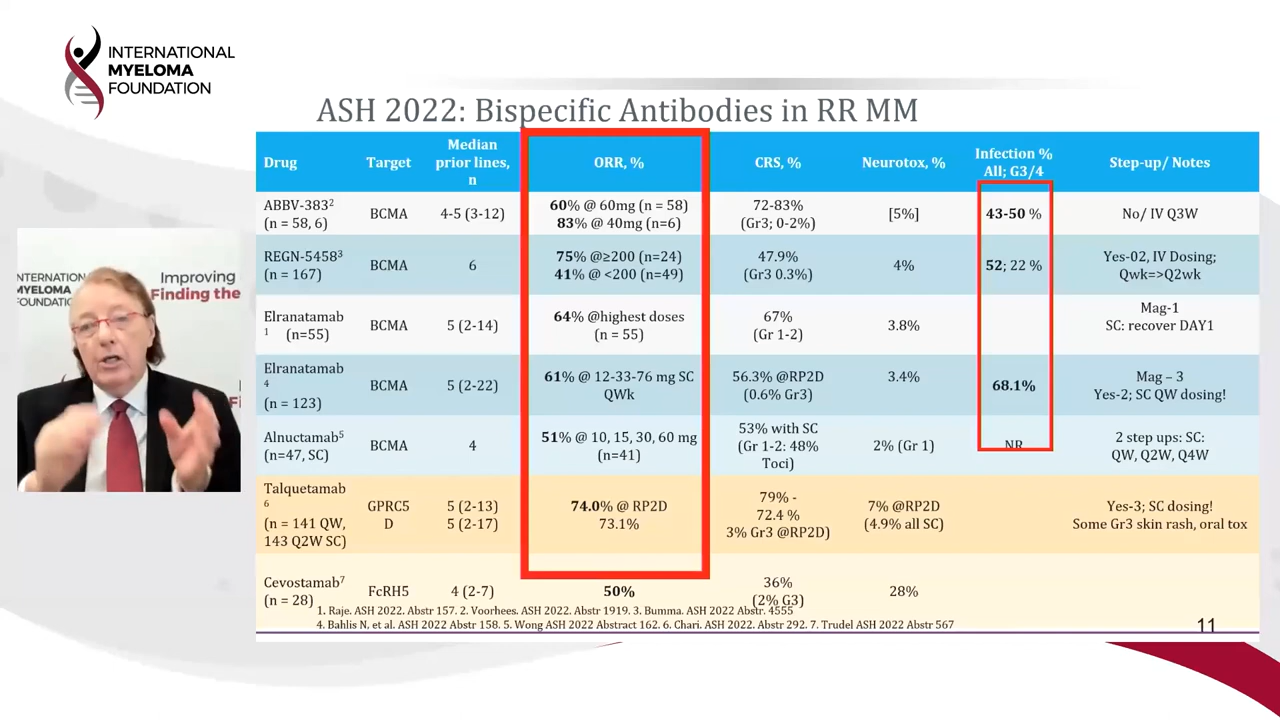 INTERNATIONAL
MYELOMA
FOUNDATION
ASH 2022: Bispecific Antibodies in RR MM
Drug
Target
Median
prior lines,
n
ORR, %
CRS, %
Neurotox, %
Infection %
All; G3/4
Step-up/ Notes
ABBV-383²
(n = 58, 6)
BCMA
4-5 (3-12)
60% @ 60mg (n = 58)
83% @ 40mg (n=6)
72-83%
(Gr3; 0-2%)
[5%]
43-50 %
No/ IV Q3W
REGN-5458³
(n = 167)
BCMA
6
75% @≥200 (n=24)
41% @ <200 (n=49)
47.9%
(Gr3 0.3%)
4%
52; 22 %
Yes-02, IV Dosing;
Qwk=>Q2wk
Elranatamab
¹ (n=55)
BCMA
5 (2-14)
64% @highest doses
(n = 55)
67%
(Gr 1-2)
3.8%
Mag-1
SC: recover DAY1
Elranatamab
⁴
(n = 123)
BCMA
5 (2-22)
61% @ 12-33-76 mg SC
QWk
56.3% @RP2D
(0.6% Gr3)
3.4%
68.1%
Mag – 3
Yes-2; SC QW dosing!
Alnuctamab⁵
(n=47, SC)
BCMA
4
51% @ 10, 15, 30, 60 mg
(n=41)
53% with SC
(Gr 1-2: 48%
Toci)
2% (Gr 1)
NR
2 step ups: SC:
QW, Q2W, Q4W
Talquetamab
⁶
(n = 141 QW,
143 Q2W SC)
GPRC5
D
5 (2-13)
5 (2-17)
74.0% @ RP2D
73.1%
79% -
72.4 %
3% Gr3 @RP2D)
7% @RP2D
(4.9% all SC)
Yes-3; SC dosing!
Some Gr3 skin rash, oral tox
Cevostamab⁷
(n = 28)
FcRH5
4 (2-7)
50%
36%
(2% G3)
28%
1. Raje. ASH 2022. Abstr 157. 2. Voorhees. ASH 2022. Abstr 1919. 3. Bumma. ASH 2022 Abstr. 4555
4. Bahlis N, et al. ASH 2022 Abstr 158. 5. Wong ASH 2022 Abstract 162. 6. Chari. ASH 2022. Abstr 292. 7. Trudel ASH 2022 Abstr 567
11
INTERNATION
MYELOMA
FOUNDATIO
Improving
Finding the